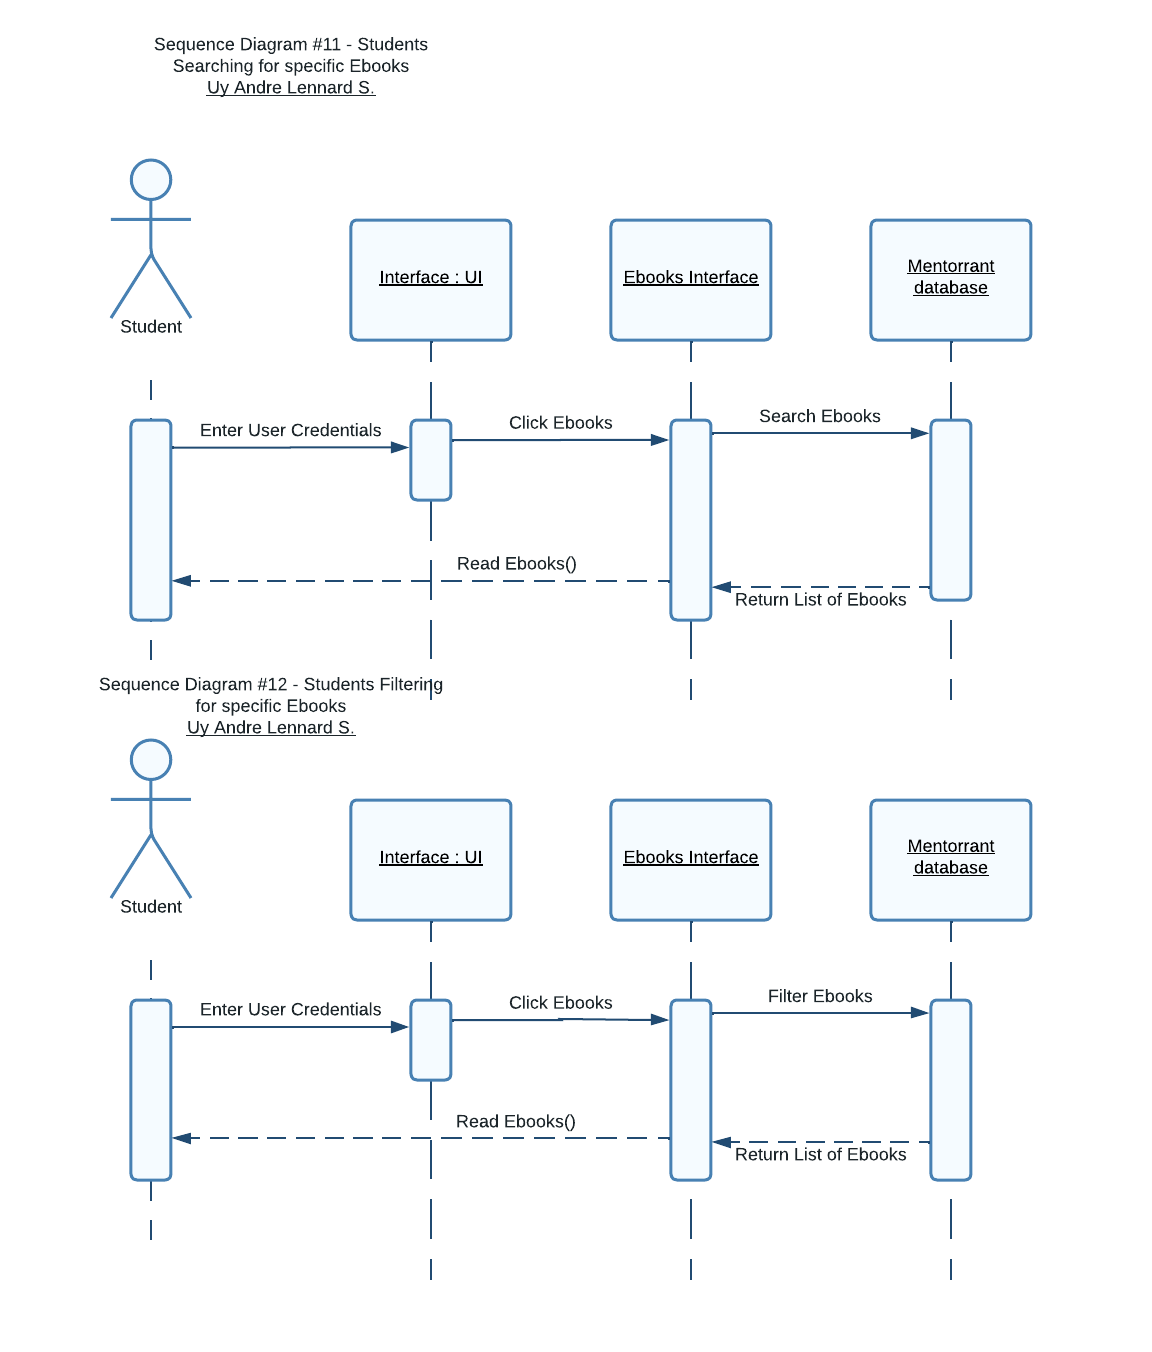 Sequence Diagram #11 - Students
Searching for specific Ebooks
Uy Andre Lennard S.
Student
Interface : UI
Ebooks Interface
Mentorrant
database
Enter User Credentials
Click Ebooks
Search Ebooks
Read Ebooks()
Return List of Ebooks
Sequence Diagram #12 - Students Filtering
for specific Ebooks
Uy Andre Lennard S.
Student
Interface : UI
Ebooks Interface
Mentorrant
database
Enter User Credentials
Click Ebooks
Filter Ebooks
Read Ebooks()
Return List of Ebooks